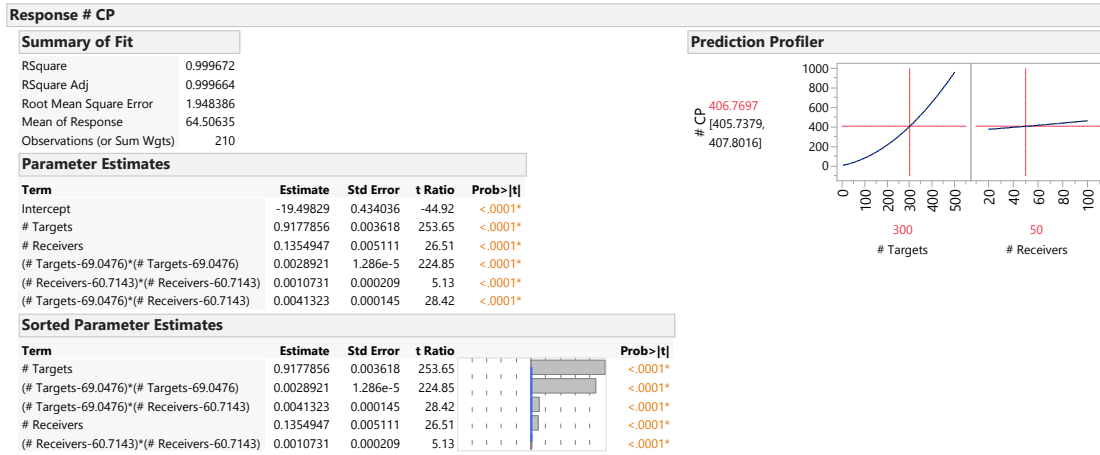 Response # CP
Summary of Fit
RSquare 0.999672
RSquare Adj 0.999664
Root Mean Square Error 1.948386
Mean of Response 64.50635
Observations (or Sum Wgts) 210
Parameter Estimates
Term Estimate Std Error t Ratio Prob>|t|
Intercept -19.49829 0.434036 -44.92 <.0001*
# Targets 0.9177856 0.003618 253.65 <.0001*
# Receivers 0.1354947 0.005111 26.51 <.0001*
(# Targets-69.0476)*(# Targets-69.0476) 0.0028921 1.286e-5 224.85 <.0001*
(# Receivers-60.7143)*(# Receivers-60.7143) 0.0010731 0.000209 5.13 <.0001*
(# Targets-69.0476)*(# Receivers-60.7143) 0.0041323 0.000145 28.42 <.0001*
Sorted Parameter Estimates
Term Estimate Std Error t Ratio Prob>|t|
# Targets 0.9177856 0.003618 253.65 <.0001*
(# Targets-69.0476)*(# Targets-69.0476) 0.0028921 1.286e-5 224.85 <.0001*
(# Targets-69.0476)*(# Receivers-60.7143) 0.0041323 0.000145 28.42 <.0001*
# Receivers 0.1354947 0.005111 26.51 <.0001*
(# Receivers-60.7143)*(# Receivers-60.7143) 0.0010731 0.000209 5.13 <.0001*
Prediction Profiler
# CP
406.7697
[405.7379,
407.8016]
1000
800
600
400
200
0
0 100 200 300 400 500
20 40 60 80 100
300 50
# Targets # Receivers